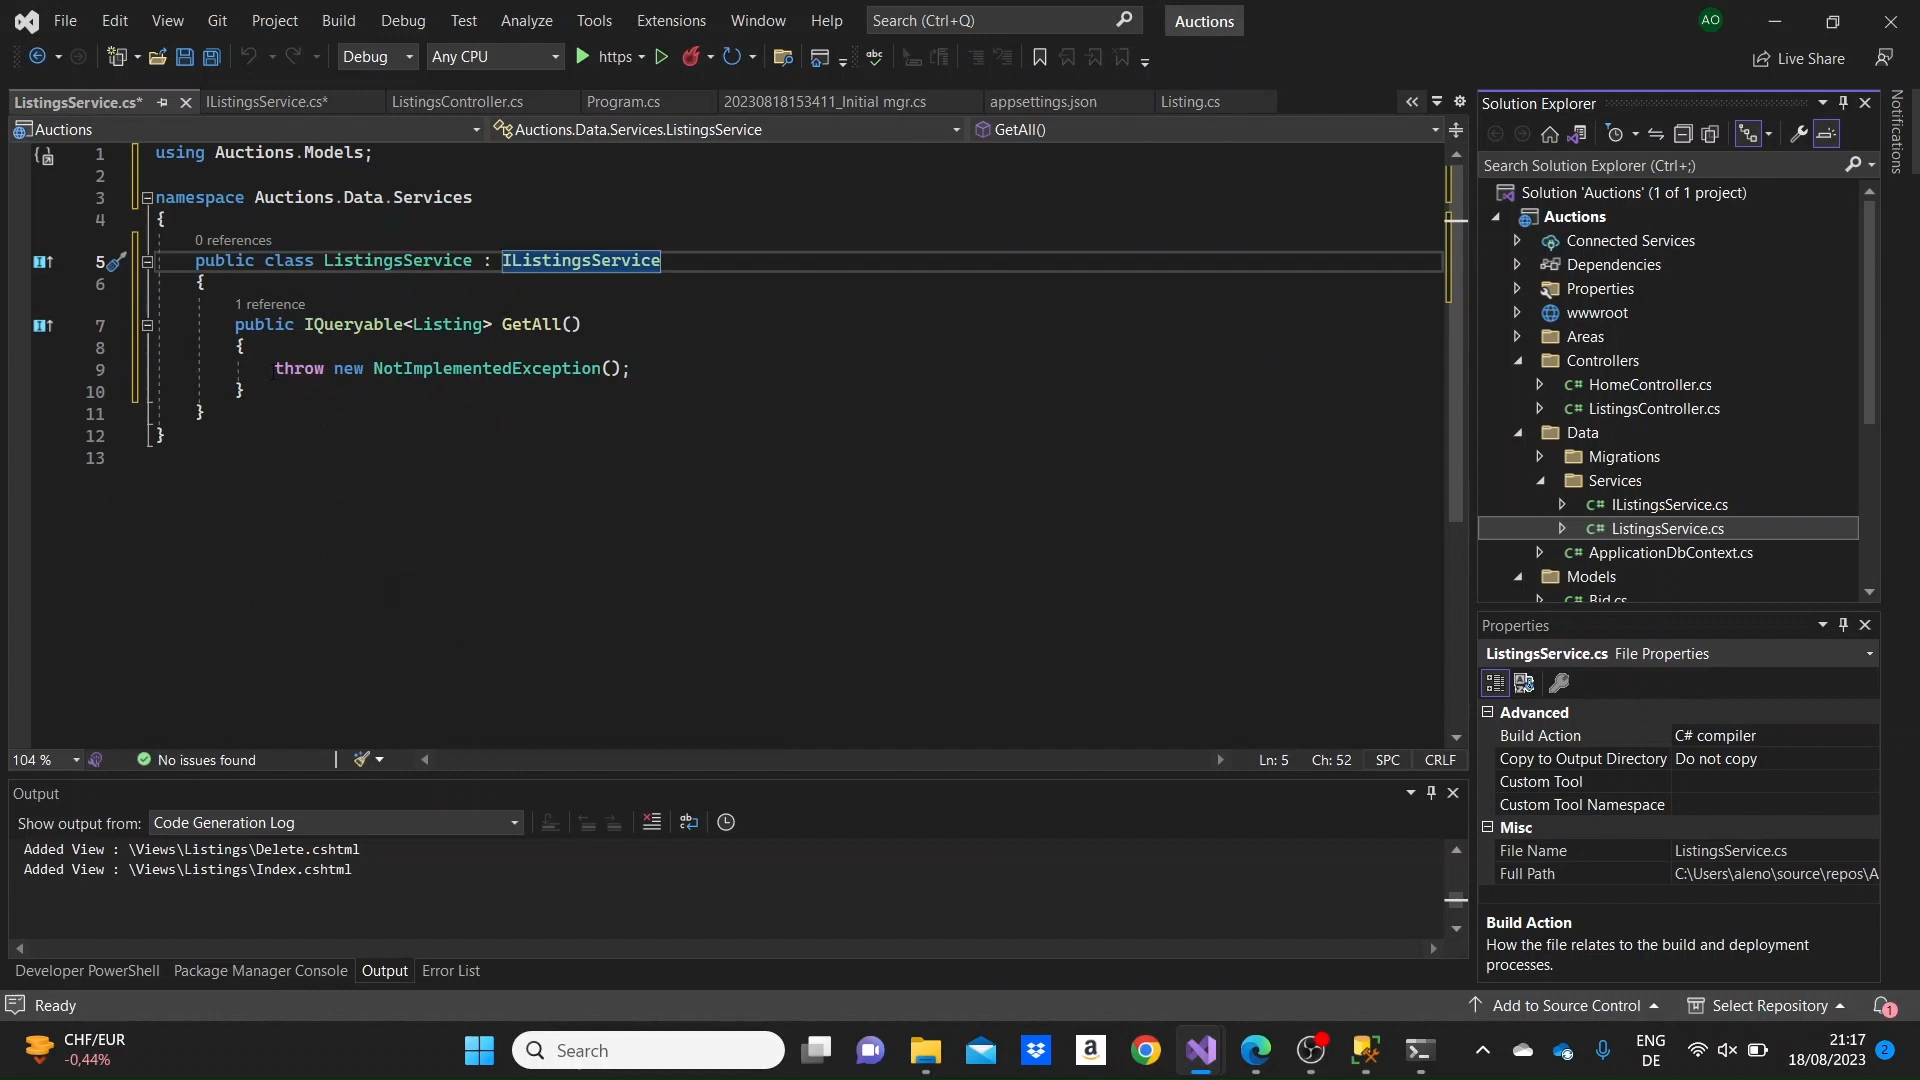 File Edit View Git Project Build Debug Test Analyze Tools Extensions Window Help Search (Ctrl+Q) Auctions AO
Debug Any CPU https Live Share
ListingsService.cs* IListingsService.cs* ListingsController.cs Program.cs 20230818153411_Initial mgr.cs appsettings.json Listing.cs
Auctions Auctions.Data.Services.ListingsService GetAll()
1 using Auctions.Models;
2
3 namespace Auctions.Data.Services
4 {
0 references
5 public class ListingsService : IListingsService
6 {
1 reference
7 public IQueryable<Listing> GetAll()
8 {
9 throw new NotImplementedException();
10 }
11 }
12 }
13
104 % No issues found Ln: 5 Ch: 52 SPC CRLF
Output
Show output from: Code Generation Log
Added View : \Views\Listings\Delete.cshtml
Added View : \Views\Listings\Index.cshtml
Developer PowerShell Package Manager Console Output Error List
Solution Explorer
Search Solution Explorer (Ctrl+;)
Solution 'Auctions' (1 of 1 project)
Auctions
Connected Services
Dependencies
Properties
wwwroot
Areas
Controllers
C# HomeController.cs
C# ListingsController.cs
Data
Migrations
Services
C# IListingsService.cs
C# ListingsService.cs
C# ApplicationDbContext.cs
Models
C# Bid.cs
Properties
ListingsService.cs File Properties
Advanced
Build Action C# compiler
Copy to Output Directory Do not copy
Custom Tool
Custom Tool Namespace
Misc
File Name ListingsService.cs
Full Path C:\Users\aleno\source\repos\A
Build Action
How the file relates to the build and deployment
processes.
Notifications
Ready Add to Source Control Select Repository 1
CHF/EUR
-0,44%
Search
ENG
DE
21:17
18/08/2023
2